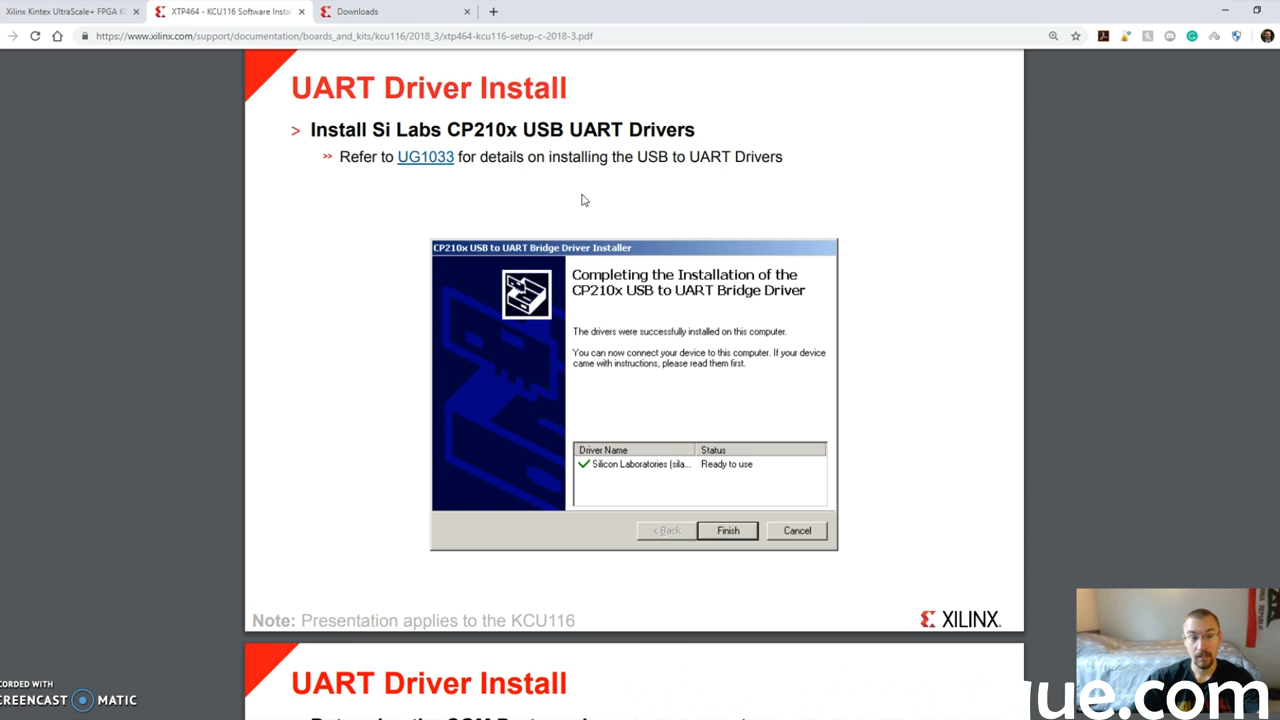 Xilinx Kintex UltraScale+ FPGA KC
XTP464 - KCU116 Software Instal
Downloads
https://www.xilinx.com/support/documentation/boards_and_kits/kcu116/2018_3/xtp464-kcu116-setup-c-2018-3.pdf
UART Driver Install
> Install Si Labs CP210x USB UART Drivers
>> Refer to UG1033 for details on installing the USB to UART Drivers
CP210x USB to UART Bridge Driver Installer
Completing the Installation of the
CP210x USB to UART Bridge Driver
The drivers were successfully installed on this computer.
You can now connect your device to this computer. If your device
came with instructions, please read them first.
Driver Name Status
Silicon Laboratories (sila... Ready to use
< Back Finish Cancel
Note: Presentation applies to the KCU116
XILINX.
UART Driver Install
CORDED WITH
CREENCAST MATIC
ue.com